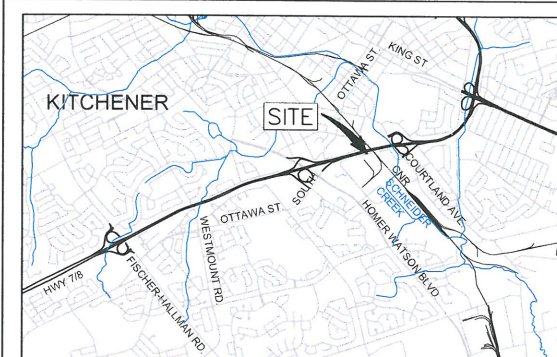 KING ST
OTTAWA ST
KITCHENER
SITE
COURTLAND AVE.
CNR
SCHNEIDER
CREEK
SOUTH
OTTAWA ST.
WESTMOUNT RD.
HOMER WATSON BLVD
HWY 7/8
FISCHER-HALLMAN RD.